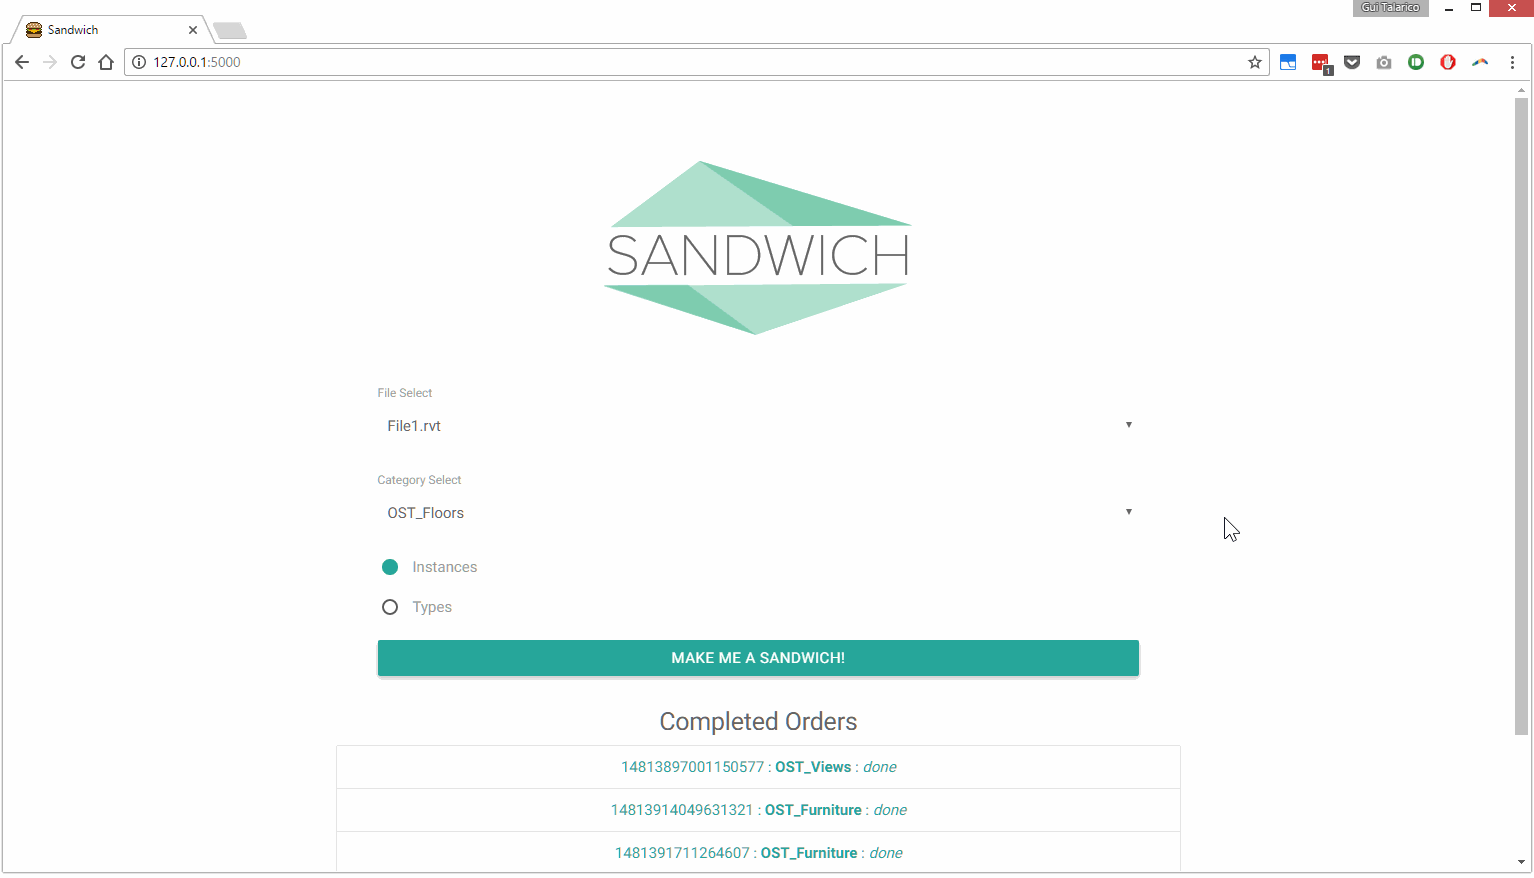 Gui Talarico
Sandwich
127.0.0.1:5000
1
SANDWICH
File Select
File1.rvt
Category Select
OST_Floors
Instances
Types
MAKE ME A SANDWICH!
Completed Orders
14813897001150577 : OST_Views : done
14813914049631321 : OST_Furniture : done
1481391711264607 : OST_Furniture : done